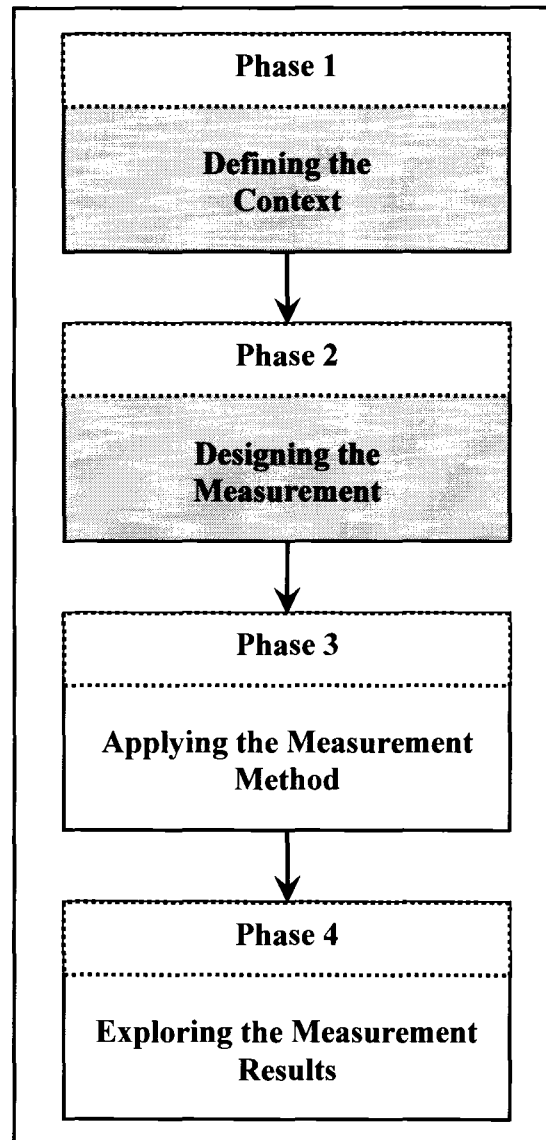 Phase 1
Defining the
Context
Phase 2
Designing the
Measurement
Phase 3
Applying the Measurement
Method
Phase 4
Exploring the Measurement
Results